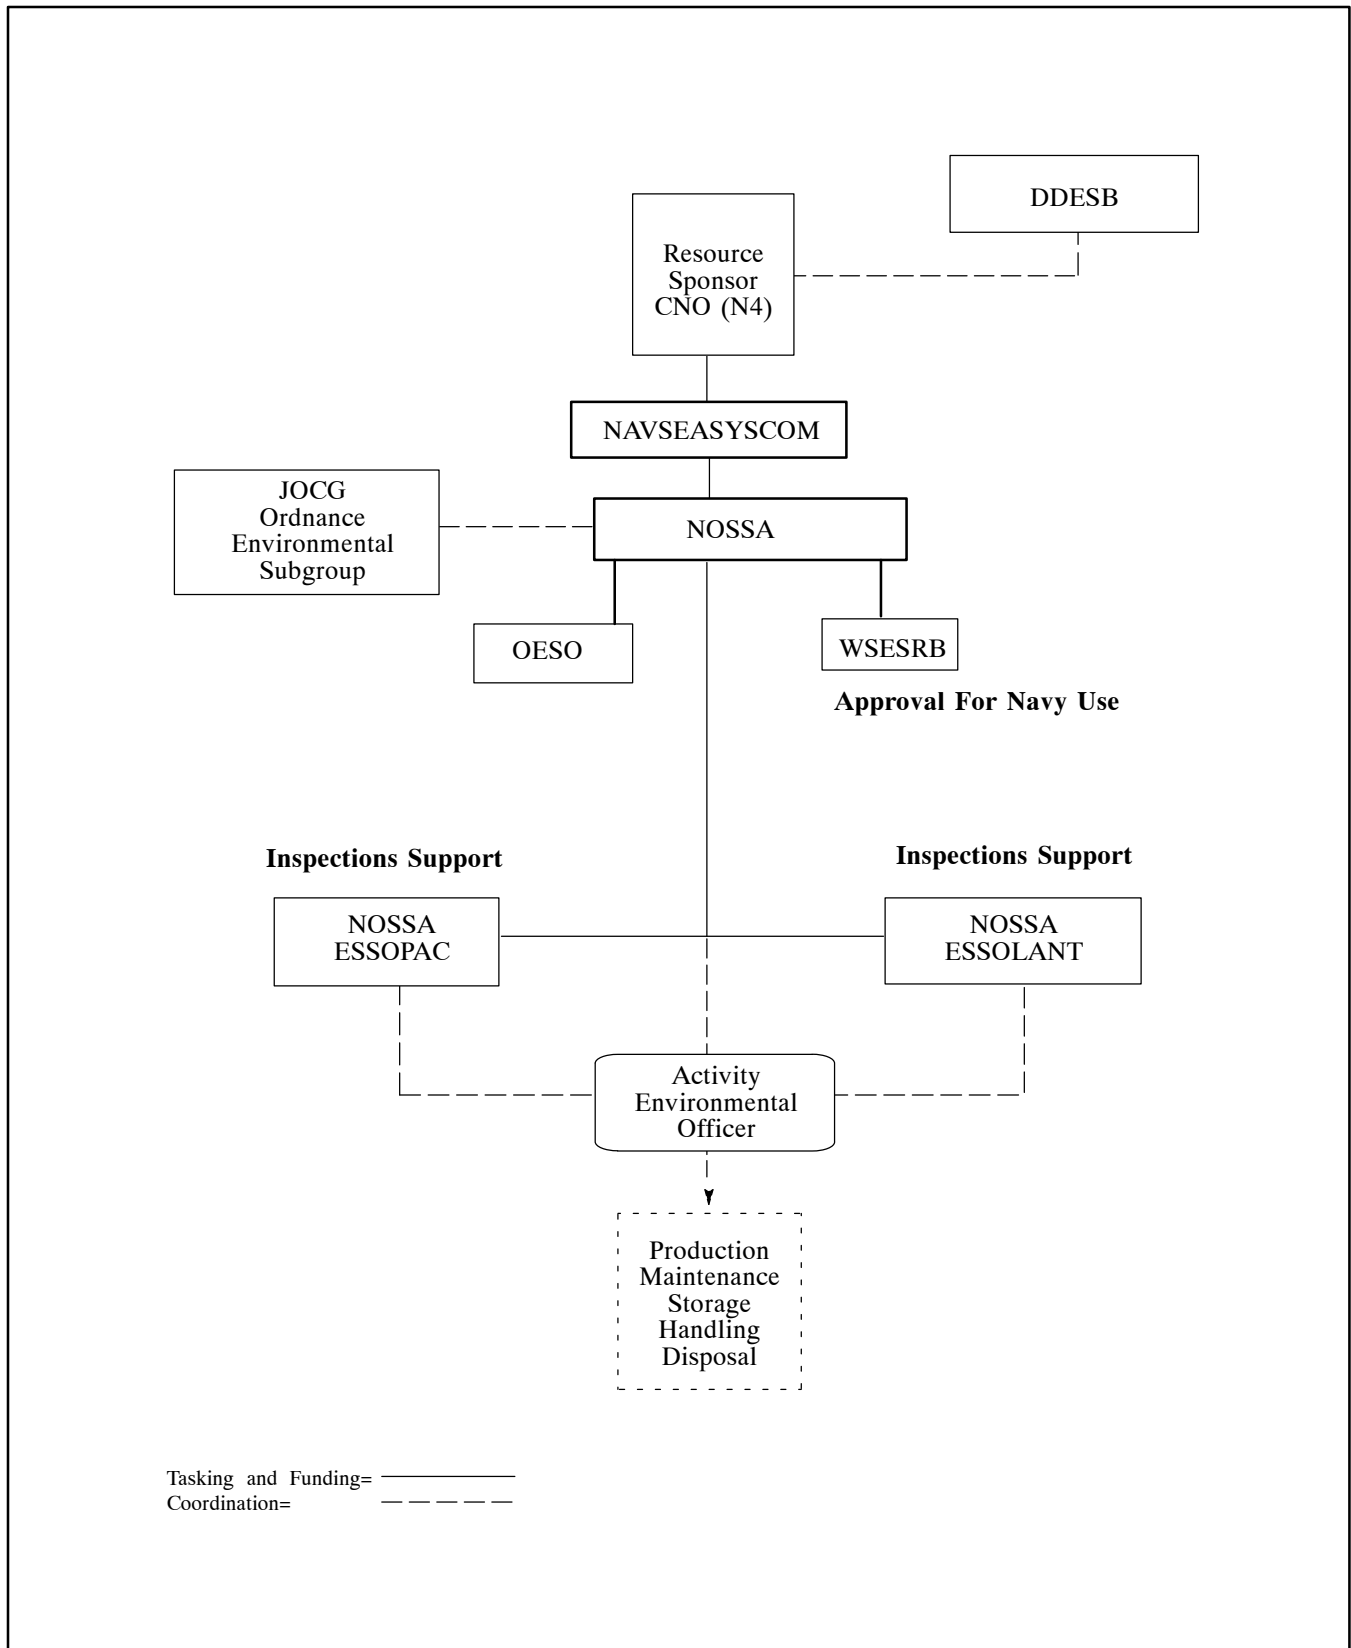 DDESB
Resource
Sponsor
CNO (N4)
NAVSEASYSCOM
JOCG
Ordnance
Environmental
Subgroup
NOSSA
OESO
WSESRB
Approval For Navy Use
Inspections Support
Inspections Support
NOSSA
ESSOPAC
NOSSA
ESSOLANT
Activity
Environmental
Officer
Production
Maintenance
Storage
Handling
Disposal
Tasking and Funding=
Coordination=